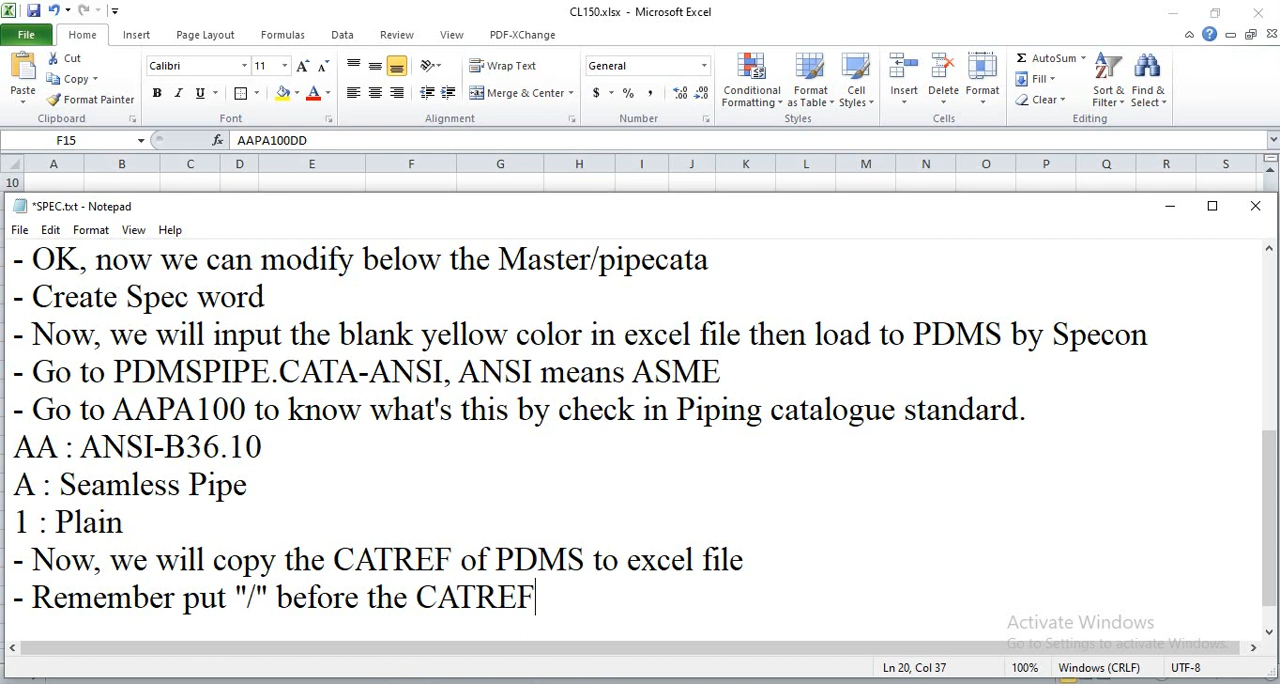 CL150.xlsx - Microsoft Excel
File Home Insert Page Layout Formulas Data Review View PDF-XChange
Paste Cut Copy Format Painter Clipboard
Calibri 11 A A B I U A Font
Wrap Text Merge & Center Alignment
General $ % , .0 .00 .00 .0 Number
Conditional Formatting Format as Table Cell Styles Styles
Insert Delete Format Cells
Σ AutoSum Fill Clear Sort & Filter Find & Select Editing
F15 fx AAPA100DD
A B C D E F G H I J K L M N O P Q R S
10
*SPEC.txt - Notepad
File Edit Format View Help
- OK, now we can modify below the Master/pipecata
- Create Spec word
- Now, we will input the blank yellow color in excel file then load to PDMS by Specon
- Go to PDMSPIPE.CATA-ANSI, ANSI means ASME
- Go to AAPA100 to know what's this by check in Piping catalogue standard.
AA : ANSI-B36.10
A : Seamless Pipe
1 : Plain
- Now, we will copy the CATREF of PDMS to excel file
- Remember put "/" before the CATREF
Activate Windows
Go to Settings to activate Windows.
Ln 20, Col 37 100% Windows (CRLF) UTF-8